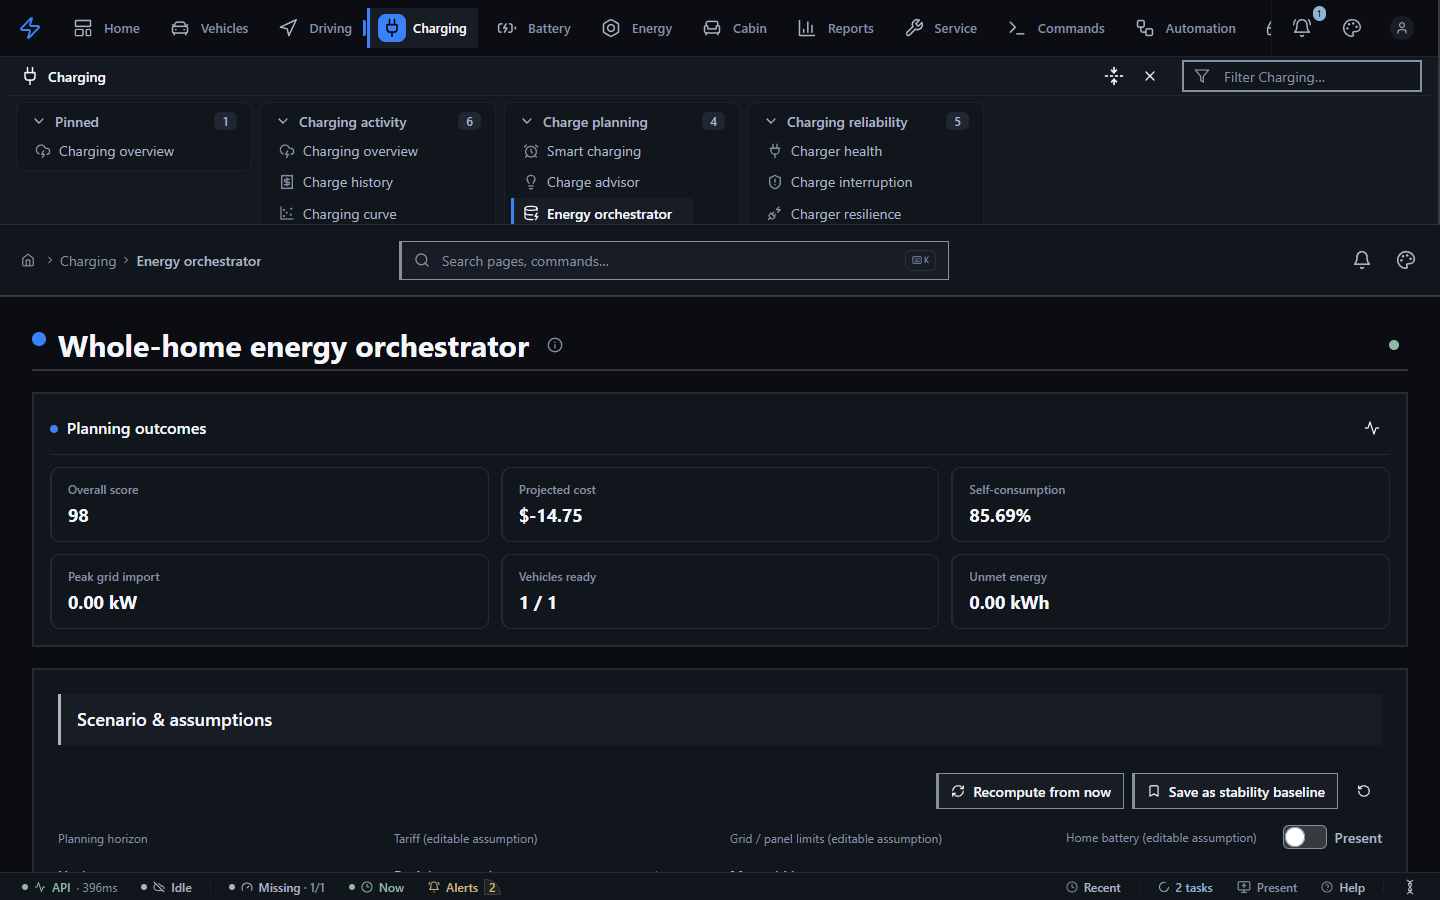 Home
Vehicles
Driving
Charging
Battery
Energy
Cabin
Reports
Service
Commands
Automation
1
Charging
Filter Charging...
Pinned 1
Charging overview
Charging activity 6
Charging overview
Charge history
Charging curve
Charge planning 4
Smart charging
Charge advisor
Energy orchestrator
Charging reliability 5
Charger health
Charge interruption
Charger resilience
Charging
Energy orchestrator
Search pages, commands...
K
Whole-home energy orchestrator
Planning outcomes
Overall score
98
Projected cost
$-14.75
Self-consumption
85.69%
Peak grid import
0.00 kW
Vehicles ready
1 / 1
Unmet energy
0.00 kWh
Scenario & assumptions
Recompute from now
Save as stability baseline
Planning horizon
Tariff (editable assumption)
Grid / panel limits (editable assumption)
Home battery (editable assumption)
Present
API · 396ms
Idle
Missing · 1/1
Now
Alerts 2
Recent
2 tasks
Present
Help